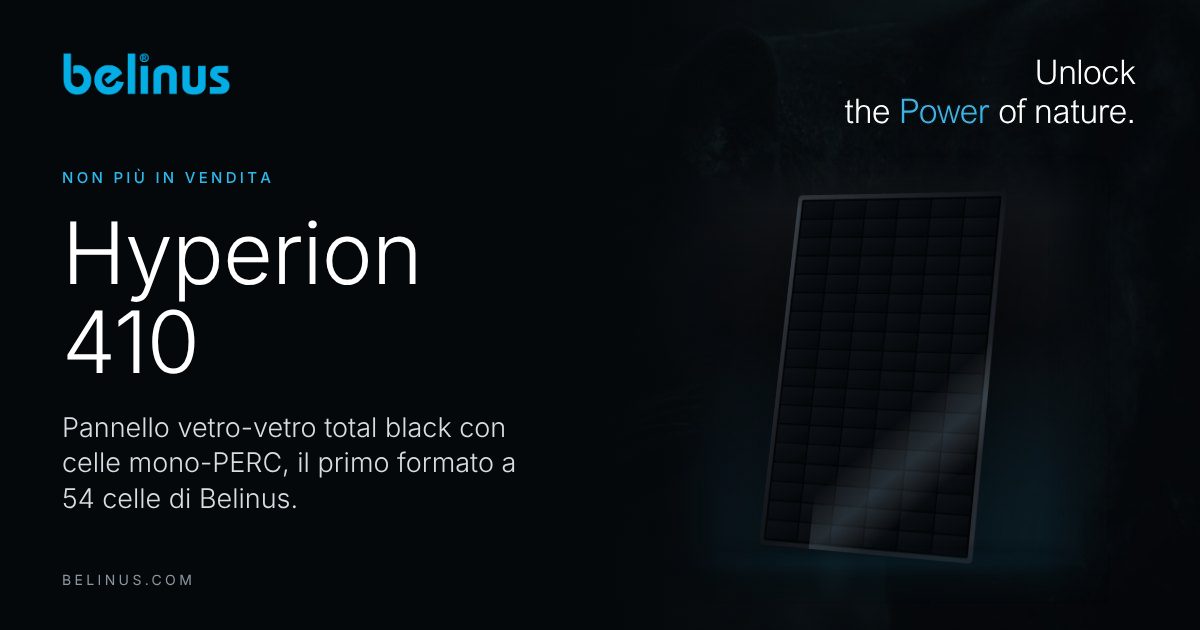 belinus®
Unlock
the Power of nature.
NON PIÙ IN VENDITA
Hyperion
410
Pannello vetro-vetro total black con
celle mono-PERC, il primo formato a
54 celle di Belinus.
BELINUS.COM